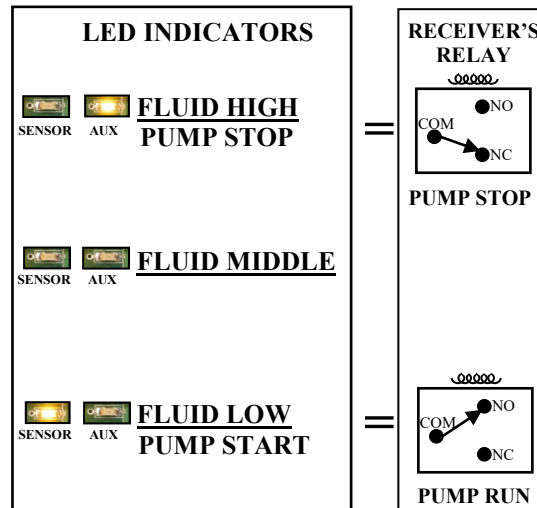 LED INDICATORS
SENSOR AUX
FLUID HIGH
PUMP STOP
SENSOR AUX
FLUID MIDDLE
SENSOR AUX
FLUID LOW
PUMP START
=
=
RECEIVER'S
RELAY
NO
COM
NC
PUMP STOP
NO
COM
NC
PUMP RUN